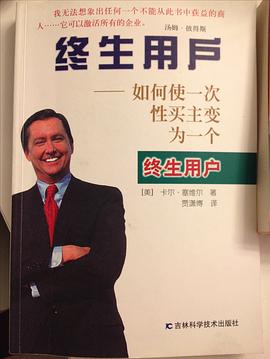 我无法想象出任何一个不能从此书中获益的商
人……它可以激活所有的企业。
汤姆·彼得斯
终生用户
——如何使一次
性买主变
为一个
终生用户
[美] 卡尔·塞维尔 著
贾潇傅 译
吉林科学技术出版社